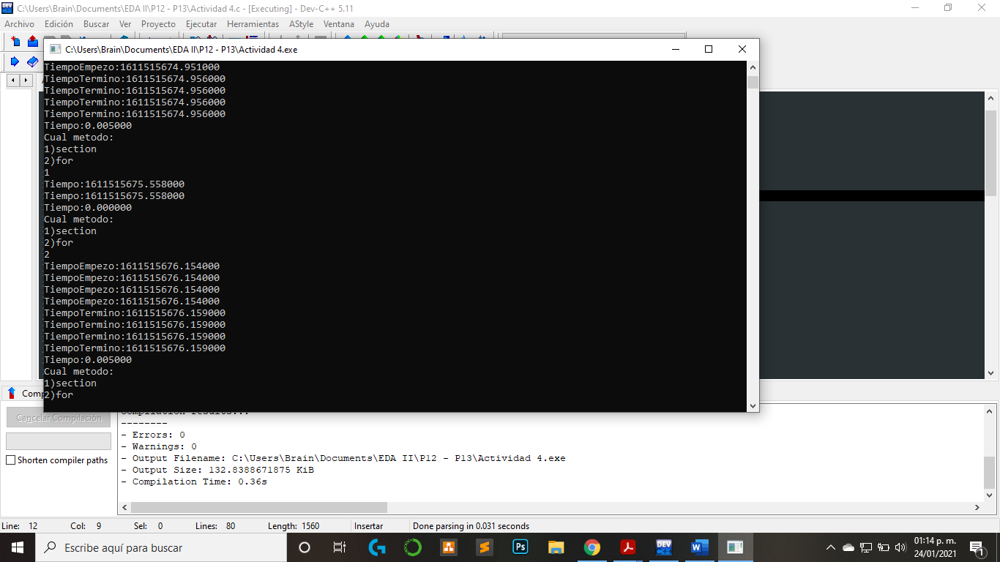 C:\Users\Brain\Documents\EDA II\P12 - P13\Actividad 4.c - [Executing] - Dev-C++ 5.11
Archivo Edición Buscar Ver Proyecto Ejecutar Herramientas AStyle Ventana Ayuda
C:\Users\Brain\Documents\EDA II\P12 - P13\Actividad 4.exe
TiempoEmpezo:1611515674.951000
TiempoTermino:1611515674.956000
TiempoTermino:1611515674.956000
TiempoTermino:1611515674.956000
TiempoTermino:1611515674.956000
Tiempo:0.005000
Cual metodo:
1)section
2)for
1
Tiempo:1611515675.558000
Tiempo:1611515675.558000
Tiempo:0.000000
Cual metodo:
1)section
2)for
2
TiempoEmpezo:1611515676.154000
TiempoEmpezo:1611515676.154000
TiempoEmpezo:1611515676.154000
TiempoEmpezo:1611515676.154000
TiempoTermino:1611515676.159000
TiempoTermino:1611515676.159000
TiempoTermino:1611515676.159000
TiempoTermino:1611515676.159000
Tiempo:0.005000
Cual metodo:
1)section
2)for
Comp
Cancelar Compilación
Shorten compiler paths
Compilation results...
--------
- Errors: 0
- Warnings: 0
- Output Filename: C:\Users\Brain\Documents\EDA II\P12 - P13\Actividad 4.exe
- Output Size: 132.8388671875 KiB
- Compilation Time: 0.36s
Line: 12 Col: 9 Sel: 0 Lines: 80 Length: 1560 Insertar Done parsing in 0.031 seconds
Escribe aquí para buscar
Ps
DEV
01:14 p. m.
24/01/2021
1